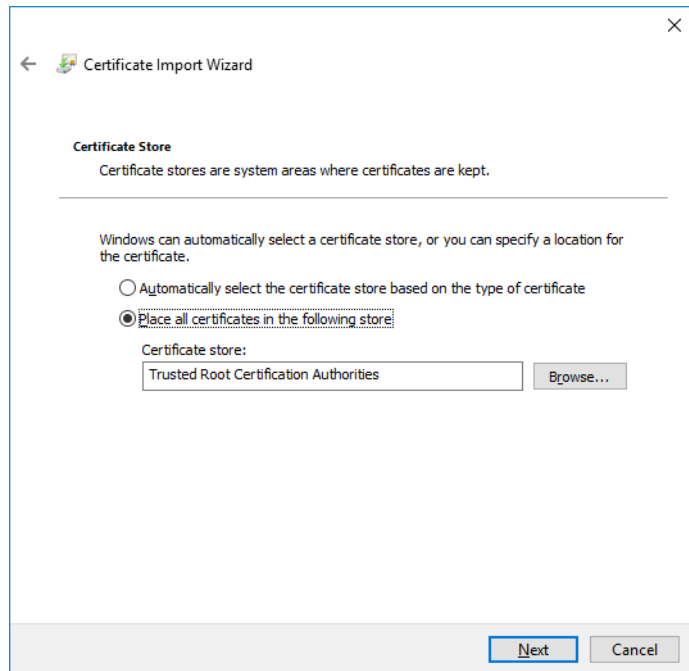 Certificate Import Wizard
Certificate Store
Certificate stores are system areas where certificates are kept.
Windows can automatically select a certificate store, or you can specify a location for
the certificate.
Automatically select the certificate store based on the type of certificate
Place all certificates in the following store
Certificate store:
Trusted Root Certification Authorities
Browse...
Next
Cancel